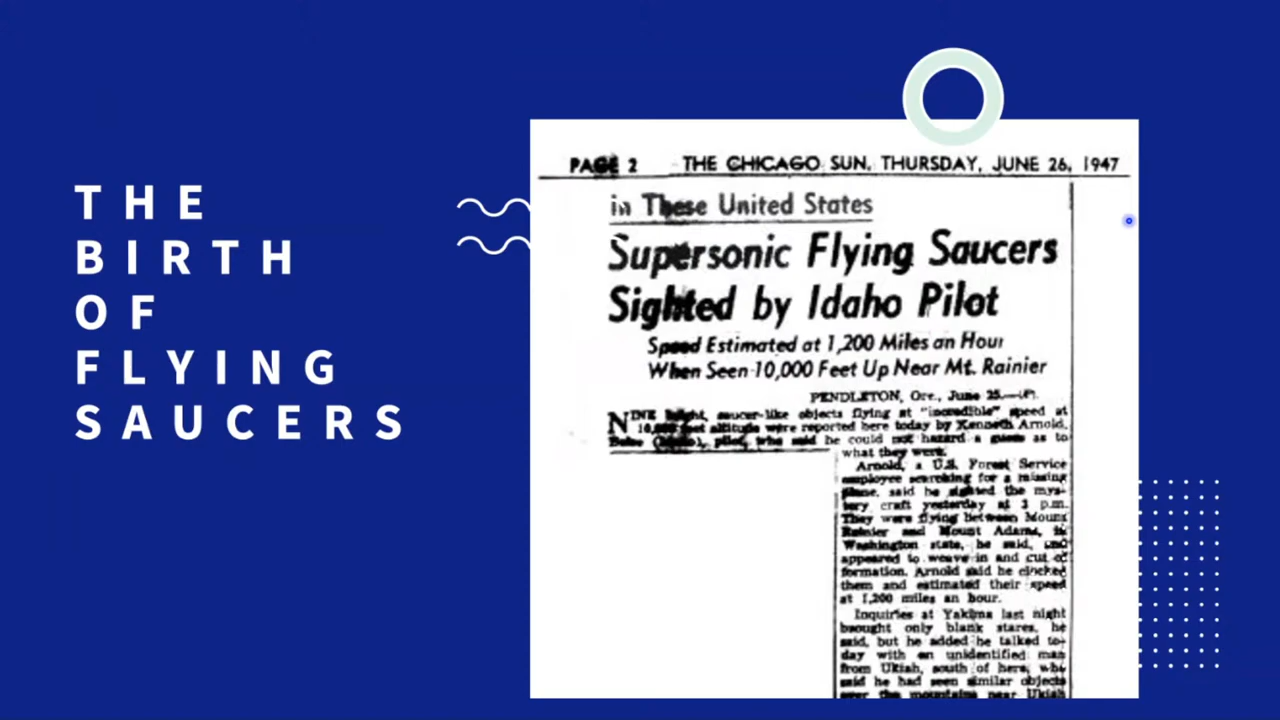 THE
BIRTH
OF
FLYING
SAUCERS
PAGE 2 THE CHICAGO SUN, THURSDAY, JUNE 26, 1947
in These United States
Supersonic Flying Saucers
Sighted by Idaho Pilot
Speed Estimated at 1,200 Miles an Hour
When Seen 10,000 Feet Up Near Mt. Rainier
PENDLETON, Ore., June 25.—
NINE bright, saucer-like objects flying at "incredible" speed at
10,000 feet altitude were reported here today by Kenneth Arnold,
Boise (Idaho), pilot, who said he could not hazard a guess as to
what they were.
Arnold, a U.S. Forest Service
employee searching for a missing
plane, said he sighted the mys-
tery craft yesterday at 3 p.m.
They were flying between Mount
Rainier and Mount Adams, in
Washington state, he said, and
appeared to weave in and out of
formation. Arnold said he clocked
them and estimated their speed
at 1,200 miles an hour.
Inquiries at Yakima last night
brought only blank stares, he
said, but he added he talked to-
day with an unidentified man
from Ukiah, south of here, who
said he had seen similar objects
over the mountains near Ukiah